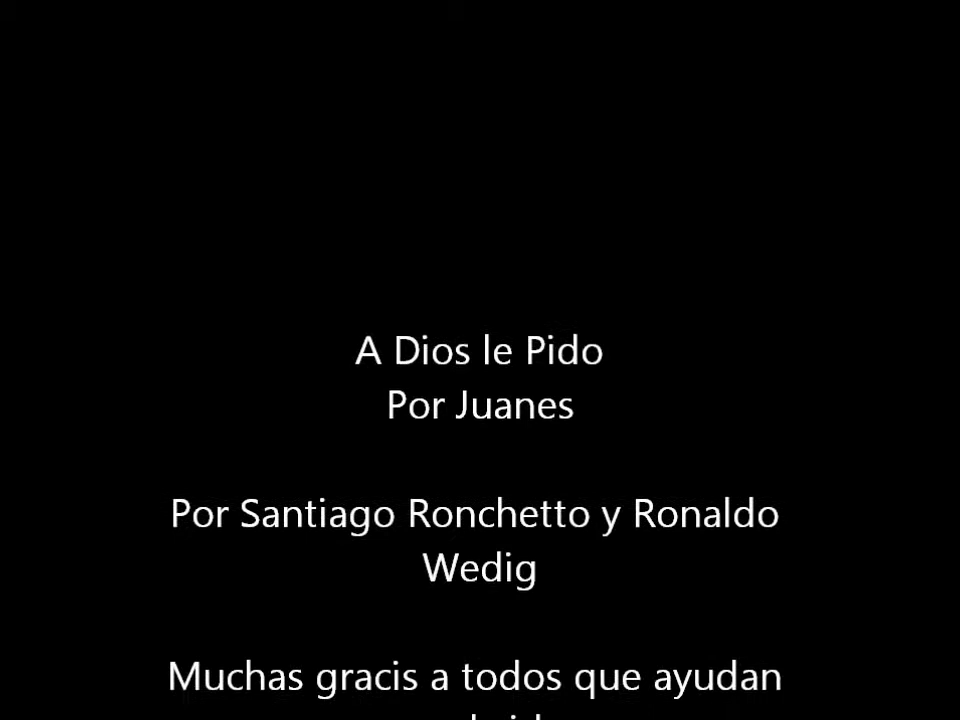 A Dios le Pido
Por Juanes
Por Santiago Ronchetto y Ronaldo
Wedig
Muchas gracis a todos que ayudan